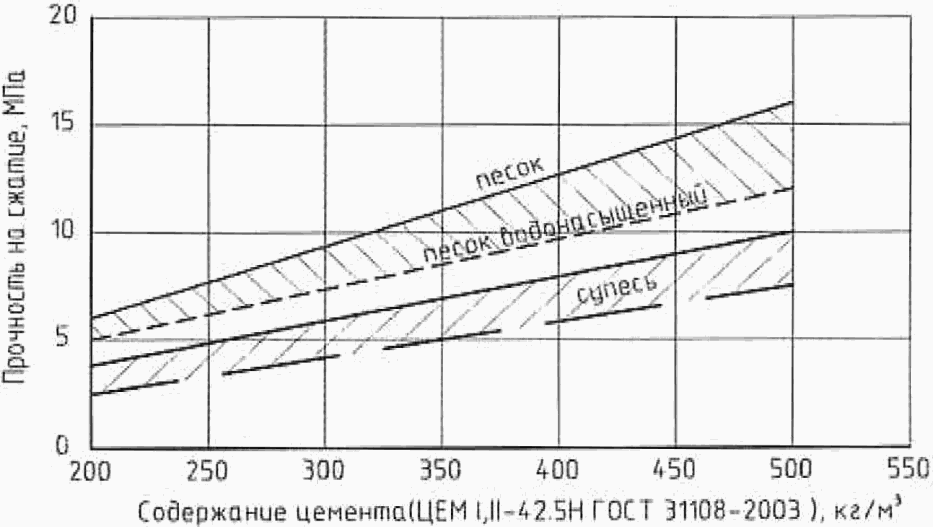 Прочность на сжатие, МПа
20
15
10
5
0
песок
песок водонасыщенный
супесь
200 250 300 350 400 450 500 550
Содержание цемента(ЦЕМ I,II-42.5Н ГОСТ 31108-2003 ), кг/м³